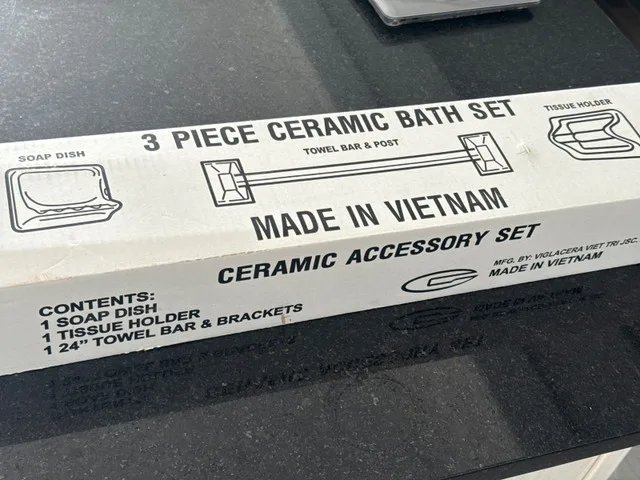 3 PIECE CERAMIC BATH SET
SOAP DISH
TOWEL BAR & POST
TISSUE HOLDER
MADE IN VIETNAM
CERAMIC ACCESSORY SET
CONTENTS:
1 SOAP DISH
1 TISSUE HOLDER
1 24” TOWEL BAR & BRACKETS
MFG. BY: VIGLACERA VIET TRI JSC.
MADE IN VIETNAM